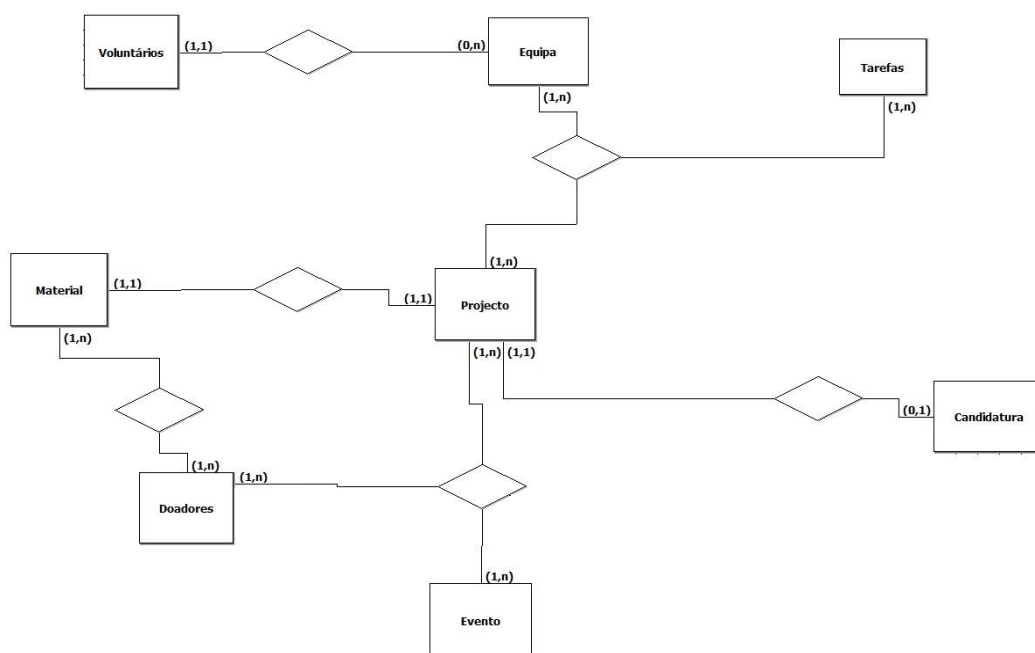 Voluntários
(1,1)
(0,n)
Equipa
Tarefas
(1,n)
(1,n)
(1,n)
Material
(1,1)
(1,1)
Projecto
(1,n)
(1,n)
(1,1)
Candidatura
(0,1)
(1,n)
(1,n)
Doadores
(1,n)
Evento